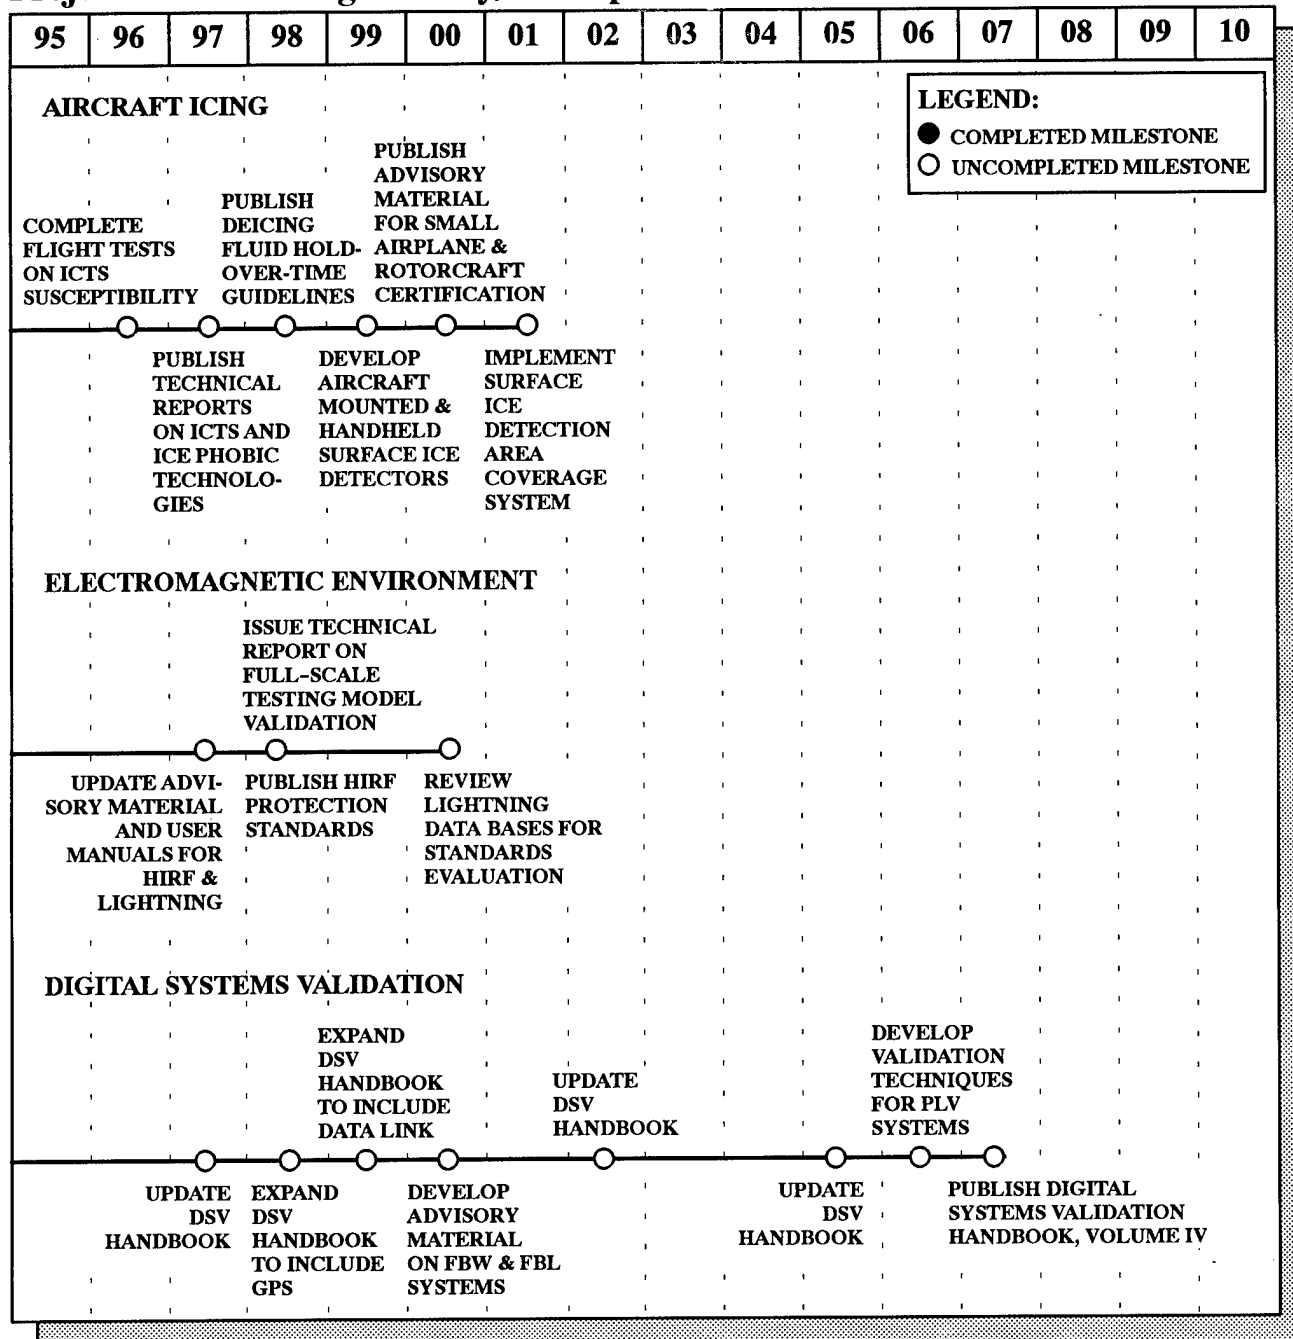 95 96 97 98 99 00 01 02 03 04 05 06 07 08 09 10
LEGEND:
COMPLETED MILESTONE
UNCOMPLETED MILESTONE
AIRCRAFT ICING
COMPLETE
FLIGHT TESTS
ON ICTS
SUSCEPTIBILITY
PUBLISH
DEICING
FLUID HOLD-
OVER-TIME
GUIDELINES
PUBLISH
ADVISORY
MATERIAL
FOR SMALL
AIRPLANE &
ROTORCRAFT
CERTIFICATION
PUBLISH
TECHNICAL
REPORTS
ON ICTS AND
ICE PHOBIC
TECHNOLO-
GIES
DEVELOP
AIRCRAFT
MOUNTED &
HANDHELD
SURFACE ICE
DETECTORS
IMPLEMENT
SURFACE
ICE
DETECTION
AREA
COVERAGE
SYSTEM
ELECTROMAGNETIC ENVIRONMENT
ISSUE TECHNICAL
REPORT ON
FULL-SCALE
TESTING MODEL
VALIDATION
UPDATE ADVI-
SORY MATERIAL
AND USER
MANUALS FOR
HIRF &
LIGHTNING
PUBLISH HIRF
PROTECTION
STANDARDS
REVIEW
LIGHTNING
DATA BASES FOR
STANDARDS
EVALUATION
DIGITAL SYSTEMS VALIDATION
EXPAND
DSV
HANDBOOK
TO INCLUDE
DATA LINK
UPDATE
DSV
HANDBOOK
DEVELOP
VALIDATION
TECHNIQUES
FOR PLV
SYSTEMS
UPDATE
DSV
HANDBOOK
EXPAND
DSV
HANDBOOK
TO INCLUDE
GPS
DEVELOP
ADVISORY
MATERIAL
ON FBW & FBL
SYSTEMS
UPDATE
DSV
HANDBOOK
PUBLISH DIGITAL
SYSTEMS VALIDATION
HANDBOOK, VOLUME IV